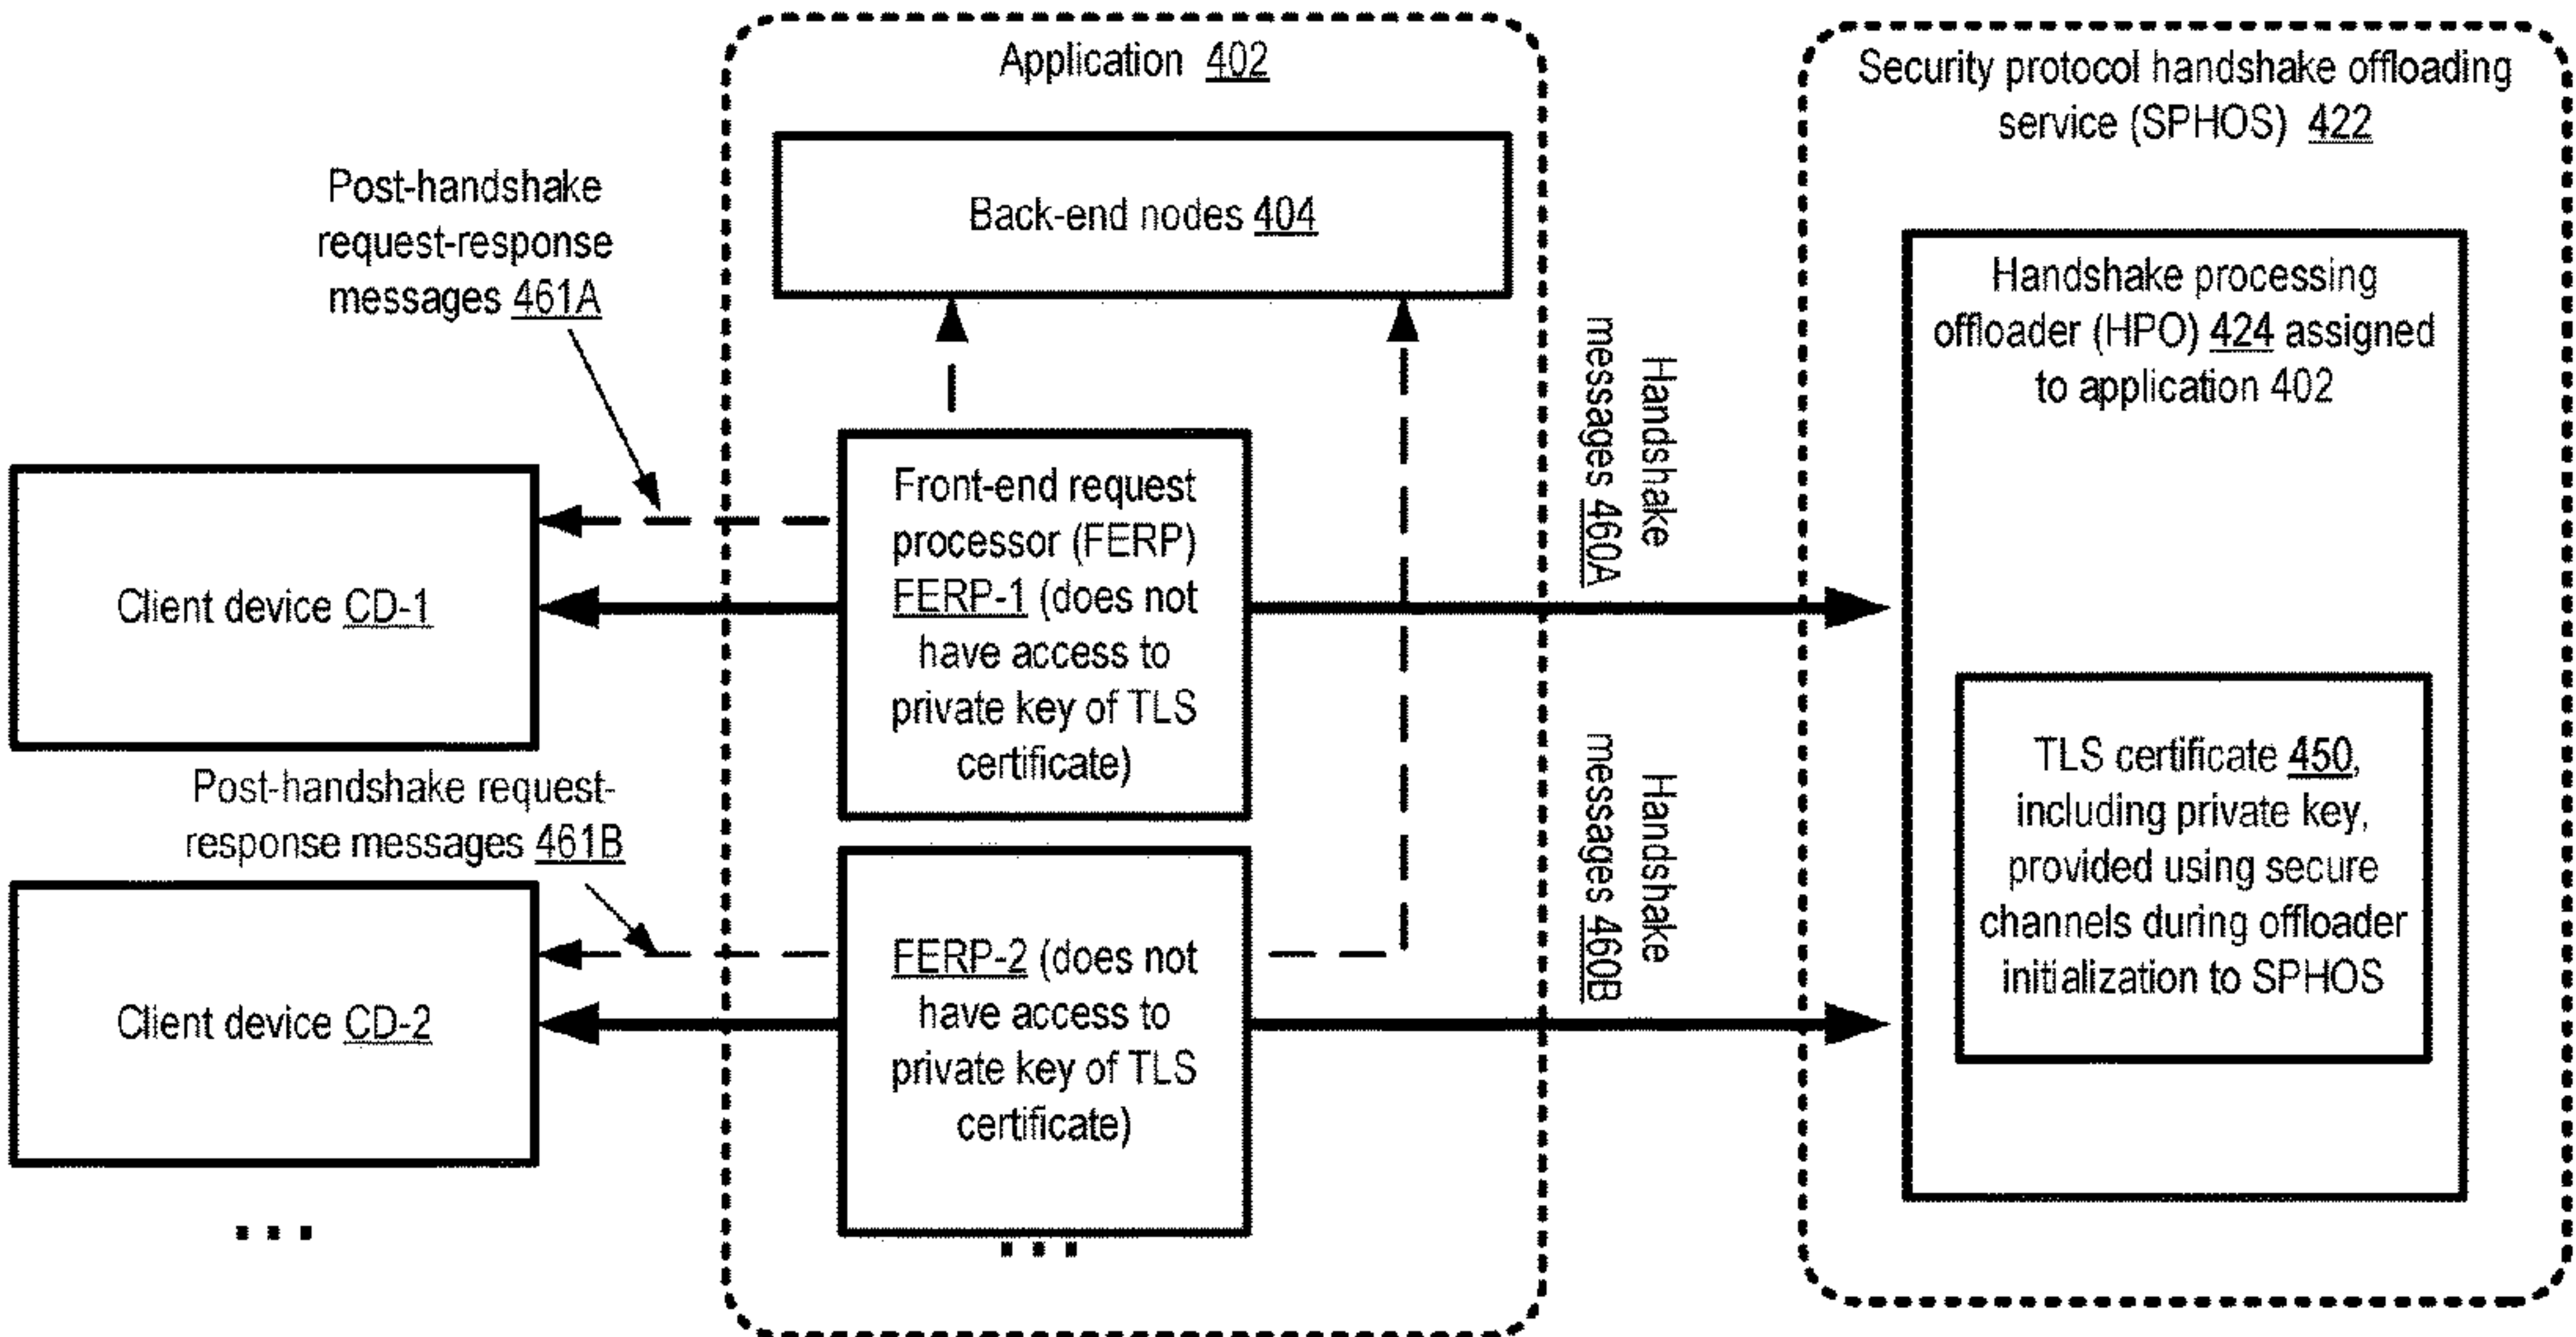 Application 402
Security protocol handshake offloading
service (SPHOS) 422
Post-handshake
request-response
messages 461A
Back-end nodes 404
Handshake
messages 460A
Handshake processing
offloader (HPO) 424 assigned
to application 402
Client device CD-1
Front-end request
processor (FERP)
FERP-1 (does not
have access to
private key of TLS
certificate)
TLS certificate 450,
including private key,
provided using secure
channels during offloader
initialization to SPHOS
Post-handshake request-
response messages 461B
Handshake
messages 460B
Client device CD-2
FERP-2 (does not
have access to
private key of TLS
certificate)
...
...